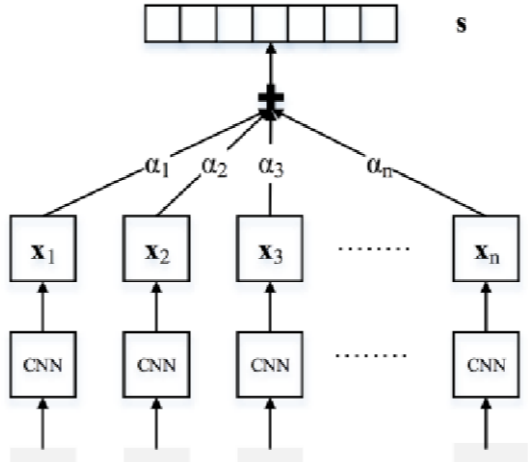 s
α₁ α₂ α₃ αₙ
x₁ x₂ x₃ ········ xₙ
CNN CNN CNN ········ CNN